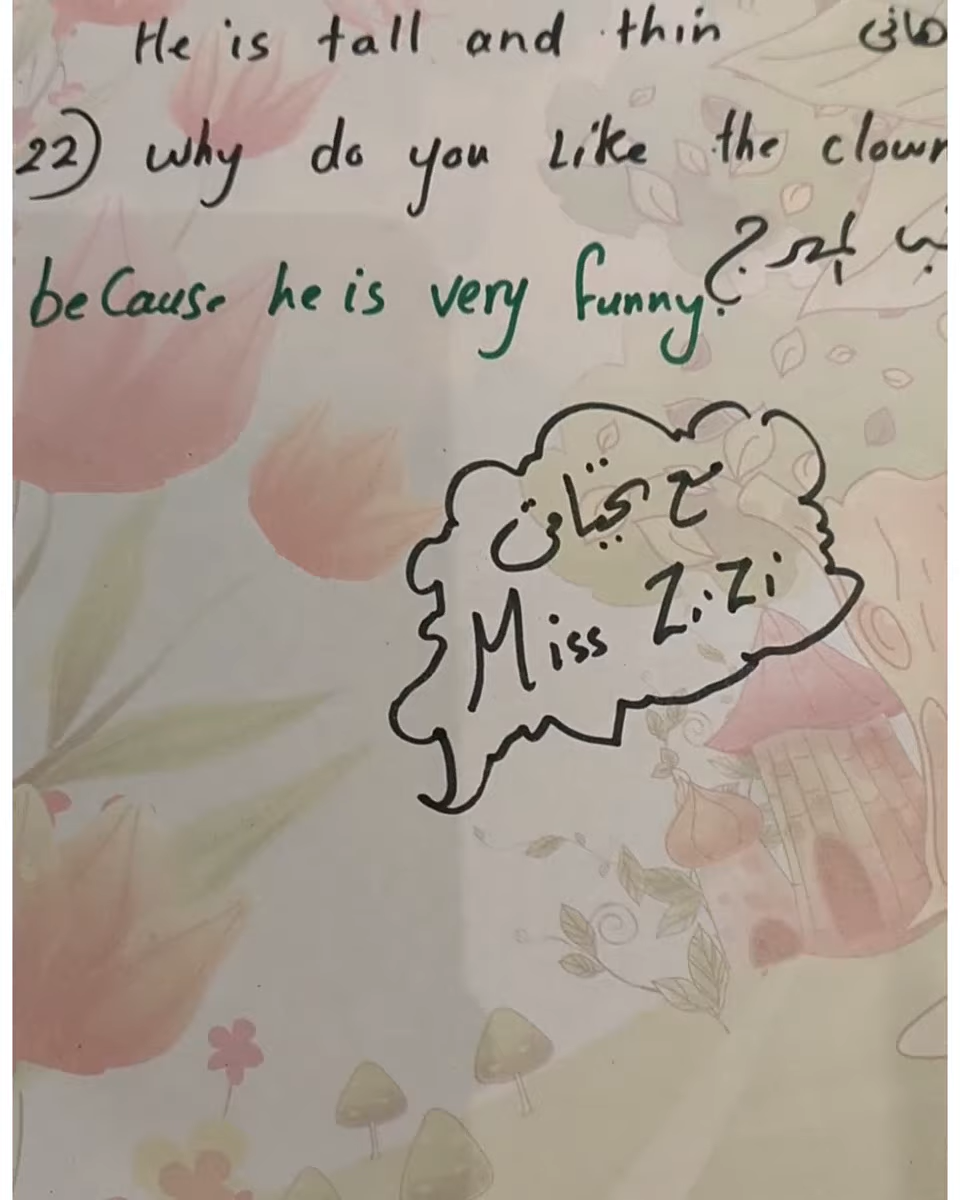 He is tall and thin
22) why do you Like the clown
because he is very funny.
مع تحياتى
Miss ZiZi